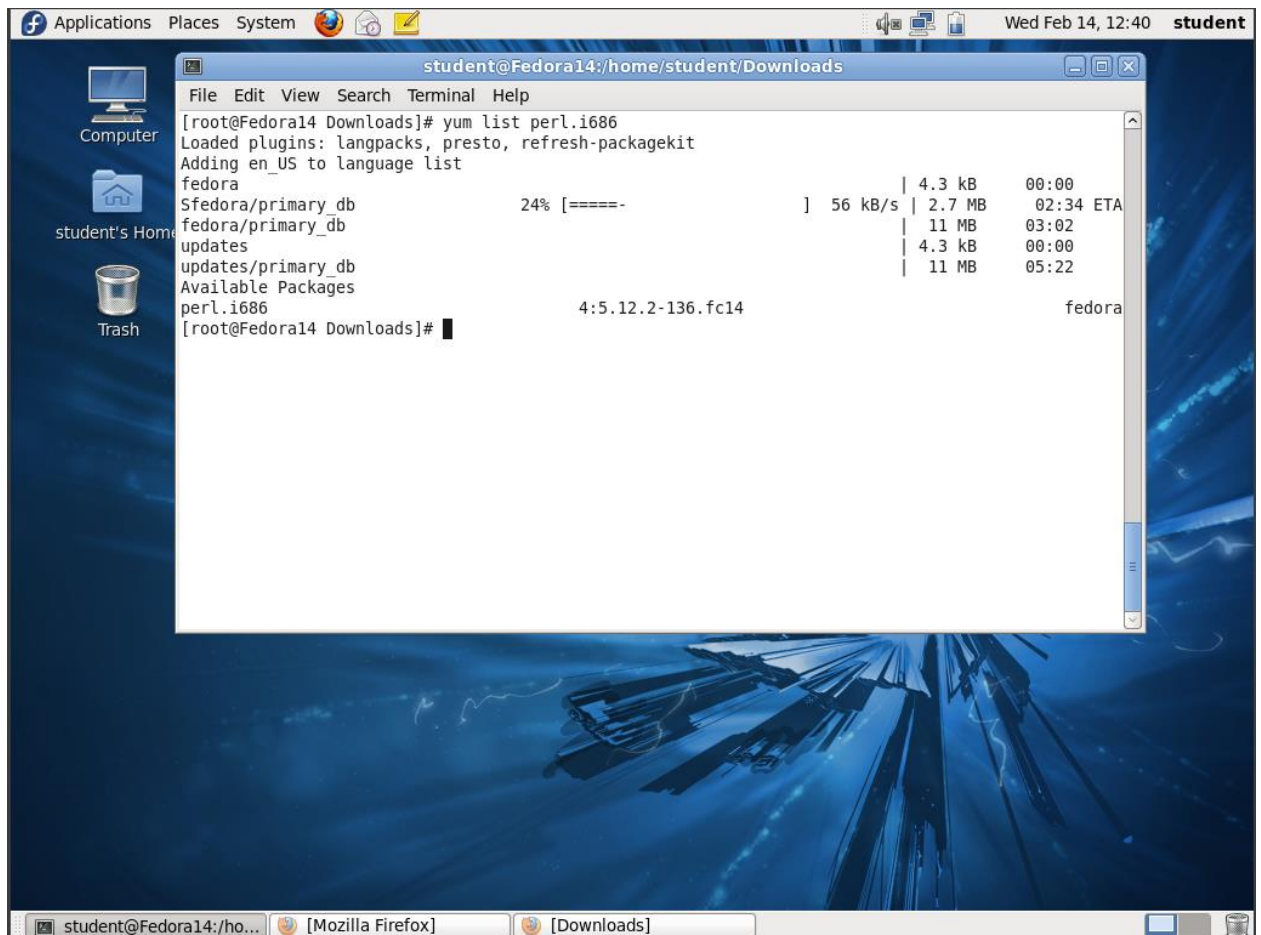 Applications Places System Wed Feb 14, 12:40 student
student@Fedora14:/home/student/Downloads
File Edit View Search Terminal Help
[root@Fedora14 Downloads]# yum list perl.i686
Loaded plugins: langpacks, presto, refresh-packagekit
Adding en_US to language list
fedora | 4.3 kB 00:00
Sfedora/primary_db 24% [=====- ] 56 kB/s | 2.7 MB 02:34 ETA
fedora/primary_db | 11 MB 03:02
updates | 4.3 kB 00:00
updates/primary_db | 11 MB 05:22
Available Packages
perl.i686 4:5.12.2-136.fc14 fedora
[root@Fedora14 Downloads]#
Computer
student's Home
Trash
student@Fedora14:/ho... [Mozilla Firefox] [Downloads]